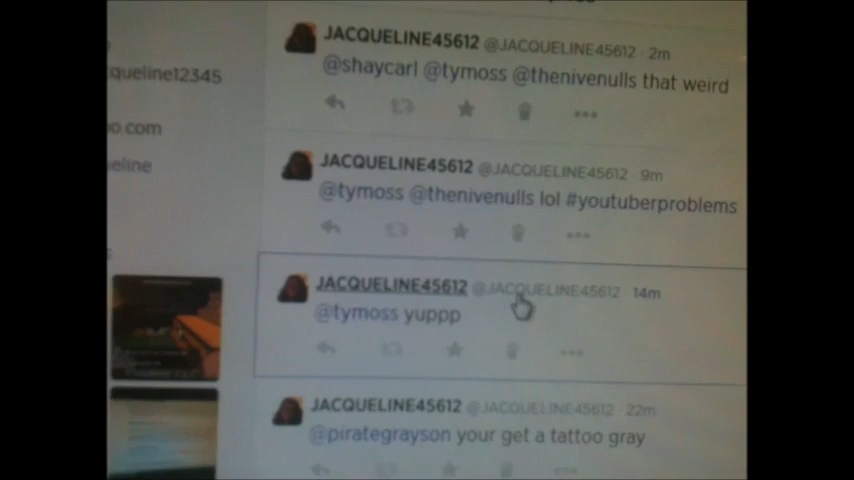 JACQUELINE45612 @JACQUELINE45612 · 2m
@shaycarl @tymoss @thenivenulls that weird
queline12345
JACQUELINE45612 @JACQUELINE45612 · 9m
o.com
eline
@tymoss @thenivenulls lol #youtuberproblems
JACQUELINE45612 @JACQUELINE45612 · 14m
@tymoss yuppp
JACQUELINE45612 @JACQUELINE45612 · 22m
@pirategrayson your get a tattoo gray